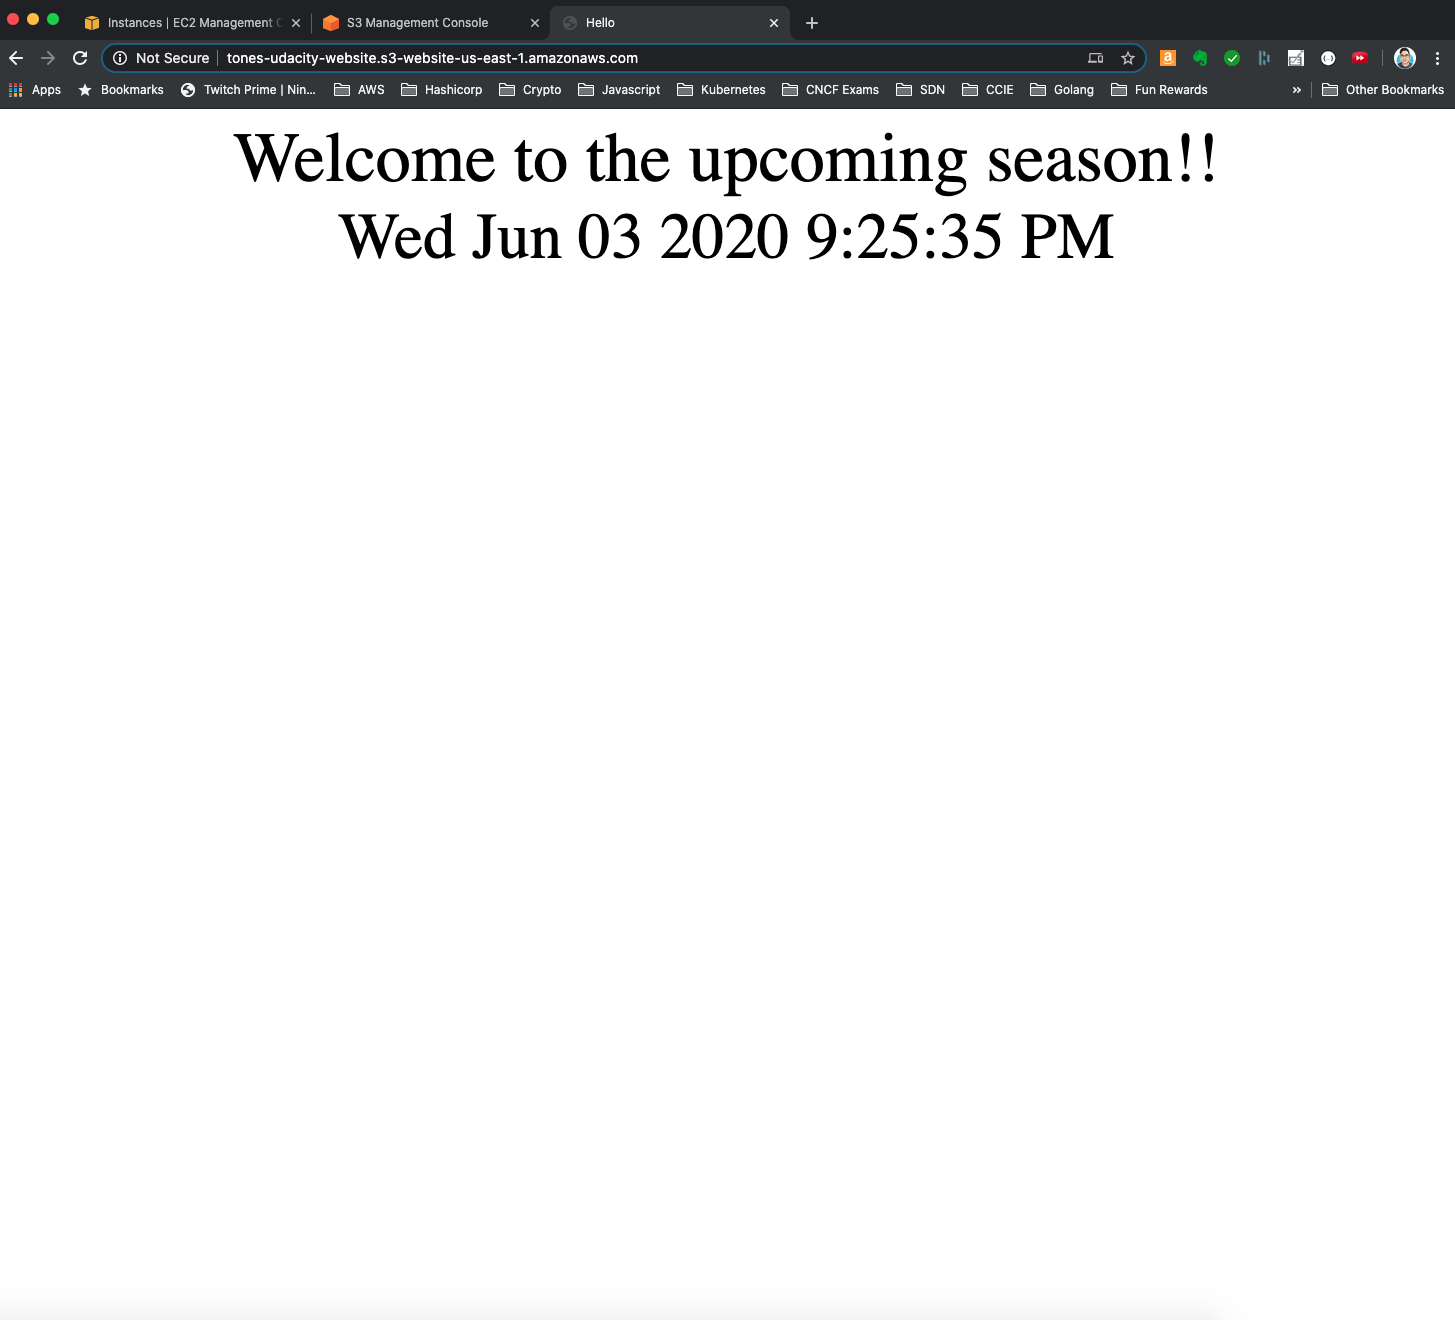 Instances | EC2 Management C
S3 Management Console
Hello
Not Secure
tones-udacity-website.s3-website-us-east-1.amazonaws.com
Apps
Bookmarks
Twitch Prime | Nin...
AWS
Hashicorp
Crypto
Javascript
Kubernetes
CNCF Exams
SDN
CCIE
Golang
Fun Rewards
»
Other Bookmarks
Welcome to the upcoming season!!
Wed Jun 03 2020 9:25:35 PM